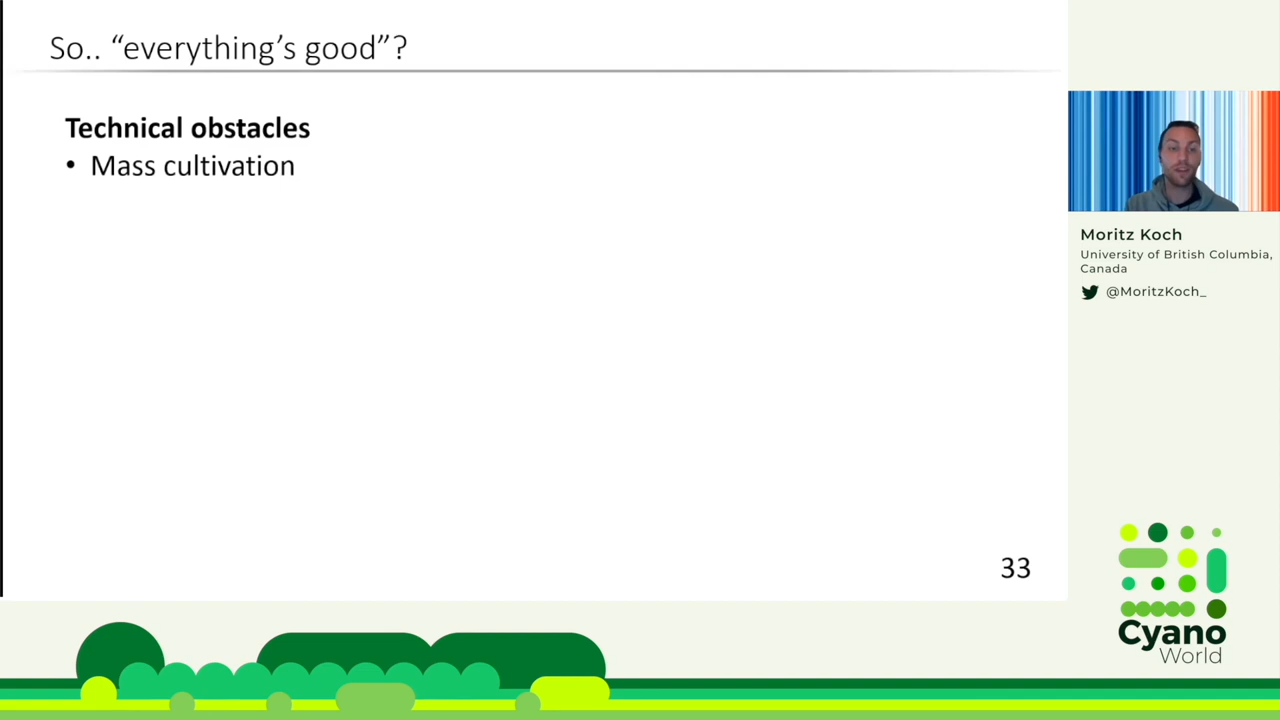 So.. “everything’s good”?
Technical obstacles
• Mass cultivation
33
Moritz Koch
University of British Columbia,
Canada
@MoritzKoch_
Cyano
World